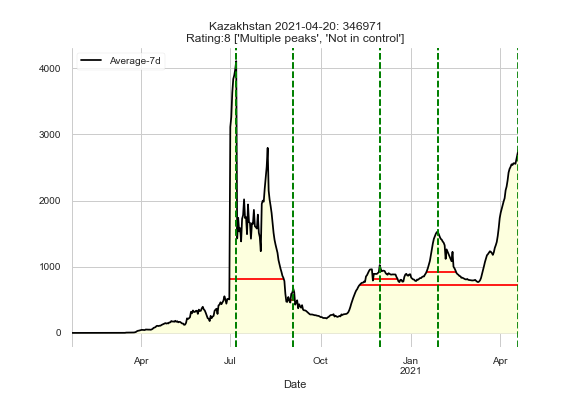 Kazakhstan 2021-04-20: 346971
Rating:8 ['Multiple peaks', 'Not in control']
Average-7d
4000
3000
2000
1000
0
Apr
Jul
Oct
Jan
2021
Apr
Date